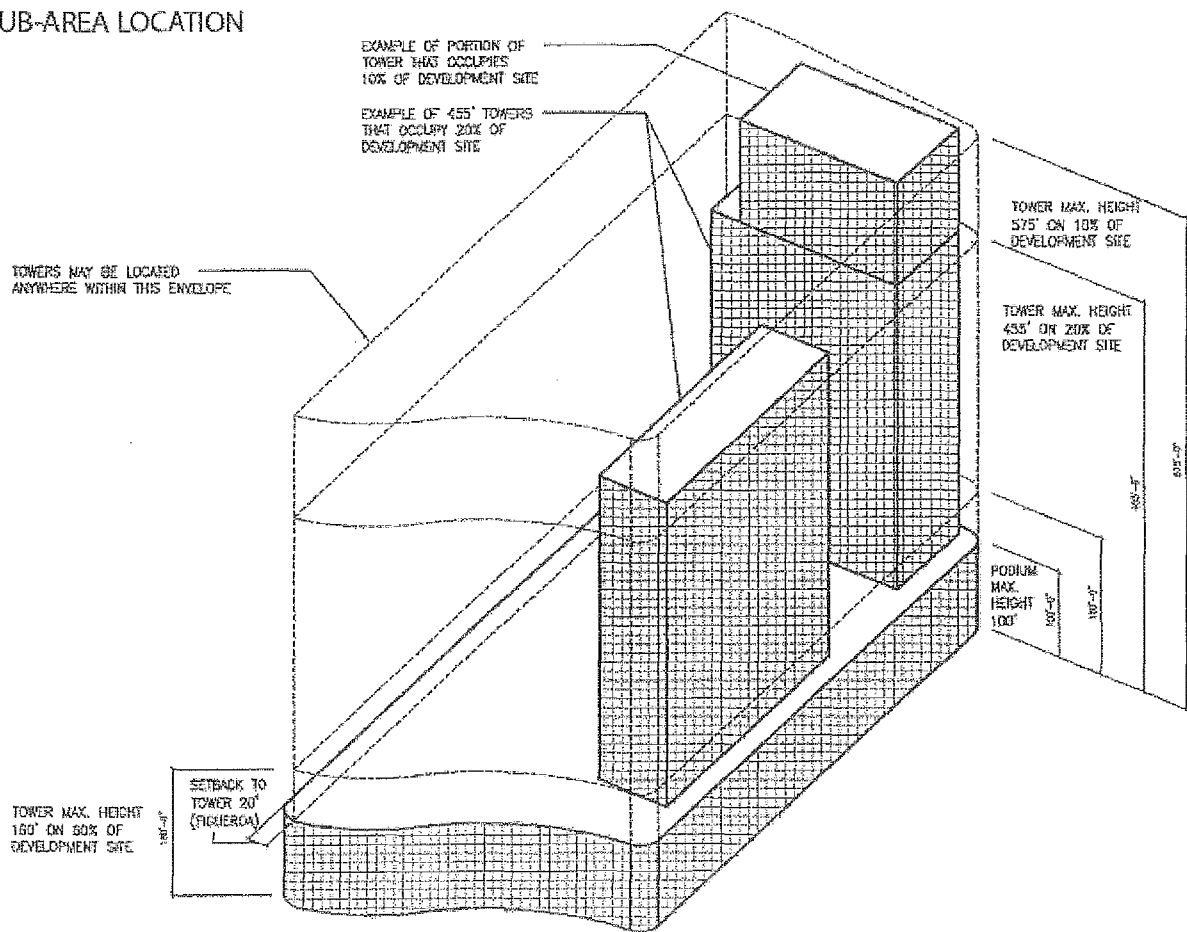 UB-AREA LOCATION
EXAMPLE OF PORTION OF
TOWER THAT OCCUPIES
10% OF DEVELOPMENT SITE
EXAMPLE OF 455' TOWERS
THAT OCCUPY 20% OF
DEVELOPMENT SITE
TOWERS MAY BE LOCATED
ANYWHERE WITHIN THIS ENVELOPE
TOWER MAX. HEIGHT
575' ON 10% OF
DEVELOPMENT SITE
TOWER MAX. HEIGHT
455' ON 20% OF
DEVELOPMENT SITE
PODIUM
MAX.
HEIGHT
100'
100'-0"
SETBACK TO
TOWER 20'
(FIGUEROA)
TOWER MAX. HEIGHT
ON
DEVELOPMENT SITE